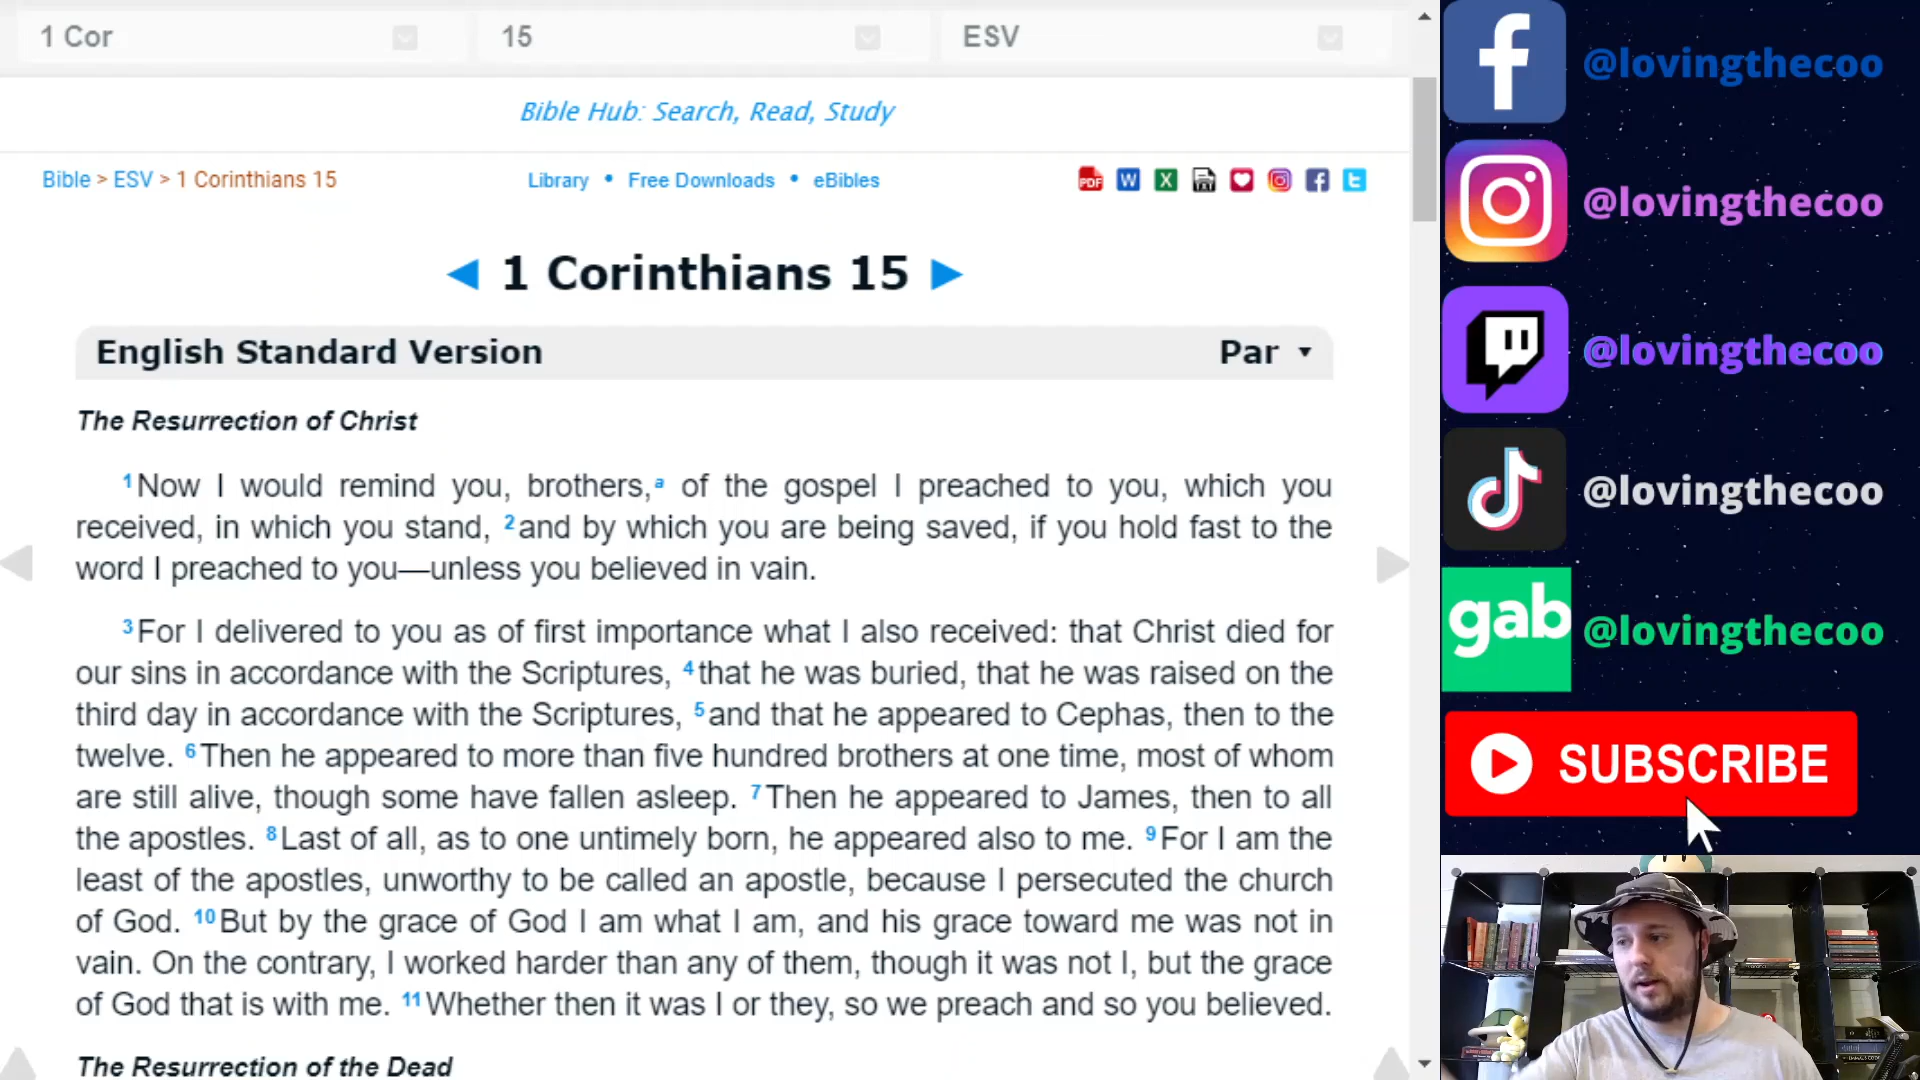 1 Cor
15
ESV
Bible Hub: Search, Read, Study
Bible > ESV > 1 Corinthians 15
Library • Free Downloads • eBibles
PDF
W
X
◄ 1 Corinthians 15 ►
English Standard Version
Par ▼
The Resurrection of Christ
1Now I would remind you, brothers,a of the gospel I preached to you, which you
received, in which you stand, 2and by which you are being saved, if you hold fast to the
word I preached to you—unless you believed in vain.
3For I delivered to you as of first importance what I also received: that Christ died for
our sins in accordance with the Scriptures, 4that he was buried, that he was raised on the
third day in accordance with the Scriptures, 5and that he appeared to Cephas, then to the
twelve. 6Then he appeared to more than five hundred brothers at one time, most of whom
are still alive, though some have fallen asleep. 7Then he appeared to James, then to all
the apostles. 8Last of all, as to one untimely born, he appeared also to me. 9For I am the
least of the apostles, unworthy to be called an apostle, because I persecuted the church
of God. 10But by the grace of God I am what I am, and his grace toward me was not in
vain. On the contrary, I worked harder than any of them, though it was not I, but the grace
of God that is with me. 11Whether then it was I or they, so we preach and so you believed.
The Resurrection of the Dead
@lovingthecoo
@lovingthecoo
@lovingthecoo
@lovingthecoo
gab @lovingthecoo
SUBSCRIBE